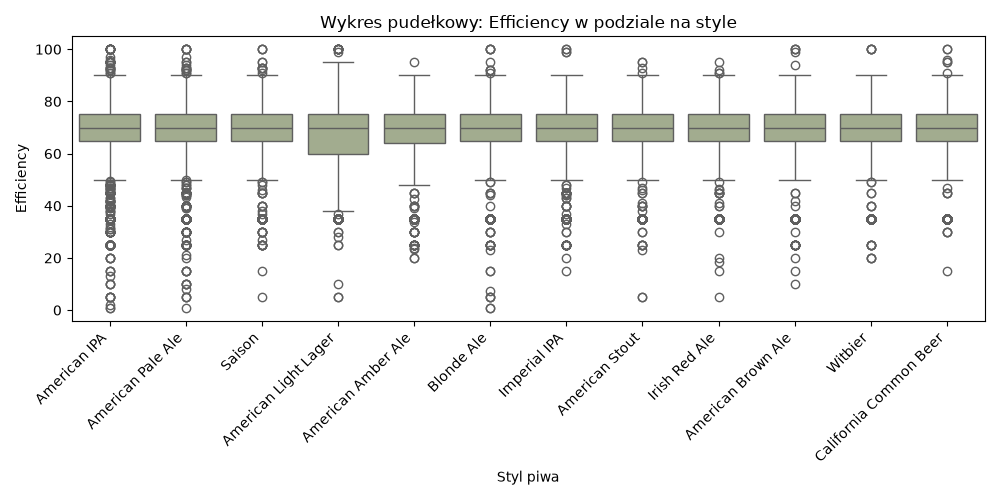 Wykres pudełkowy: Efficiency w podziale na style
Efficiency
100
80
60
40
20
0
American IPA
American Pale Ale
Saison
American Light Lager
American Amber Ale
Blonde Ale
Imperial IPA
American Stout
Irish Red Ale
American Brown Ale
Witbier
California Common Beer
Styl piwa